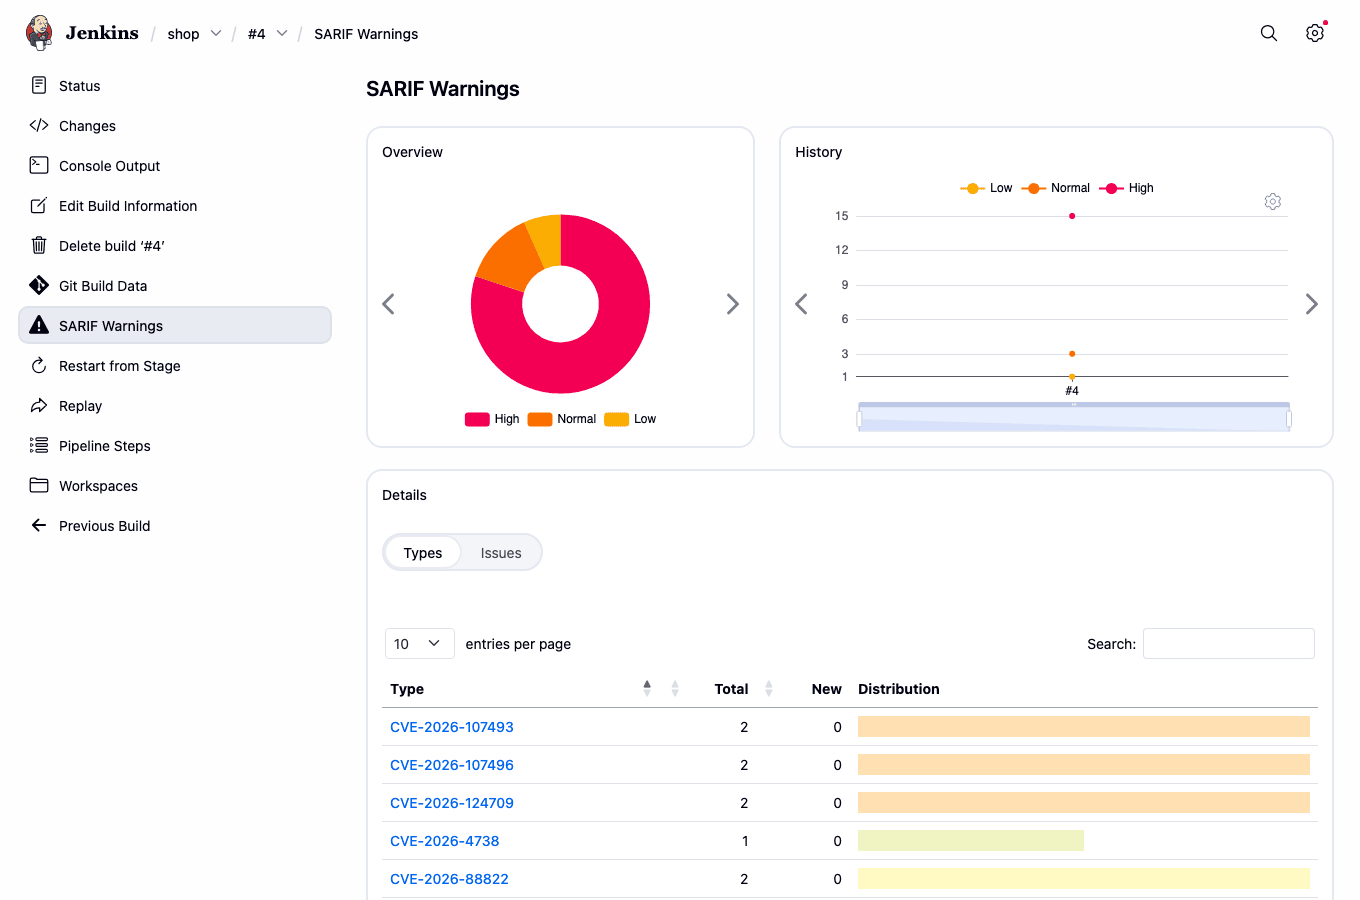 Jenkins / shop / #4 / SARIF Warnings
Status
Changes
Console Output
Edit Build Information
Delete build ‘#4’
Git Build Data
SARIF Warnings
Restart from Stage
Replay
Pipeline Steps
Workspaces
Previous Build
SARIF Warnings
Overview
High Normal Low
History
Low Normal High
15
12
9
6
3
1
#4
Details
Types Issues
10 entries per page
Search:
Type Total New Distribution
CVE-2026-107493 2 0
CVE-2026-107496 2 0
CVE-2026-124709 2 0
CVE-2026-4738 1 0
CVE-2026-88822 2 0